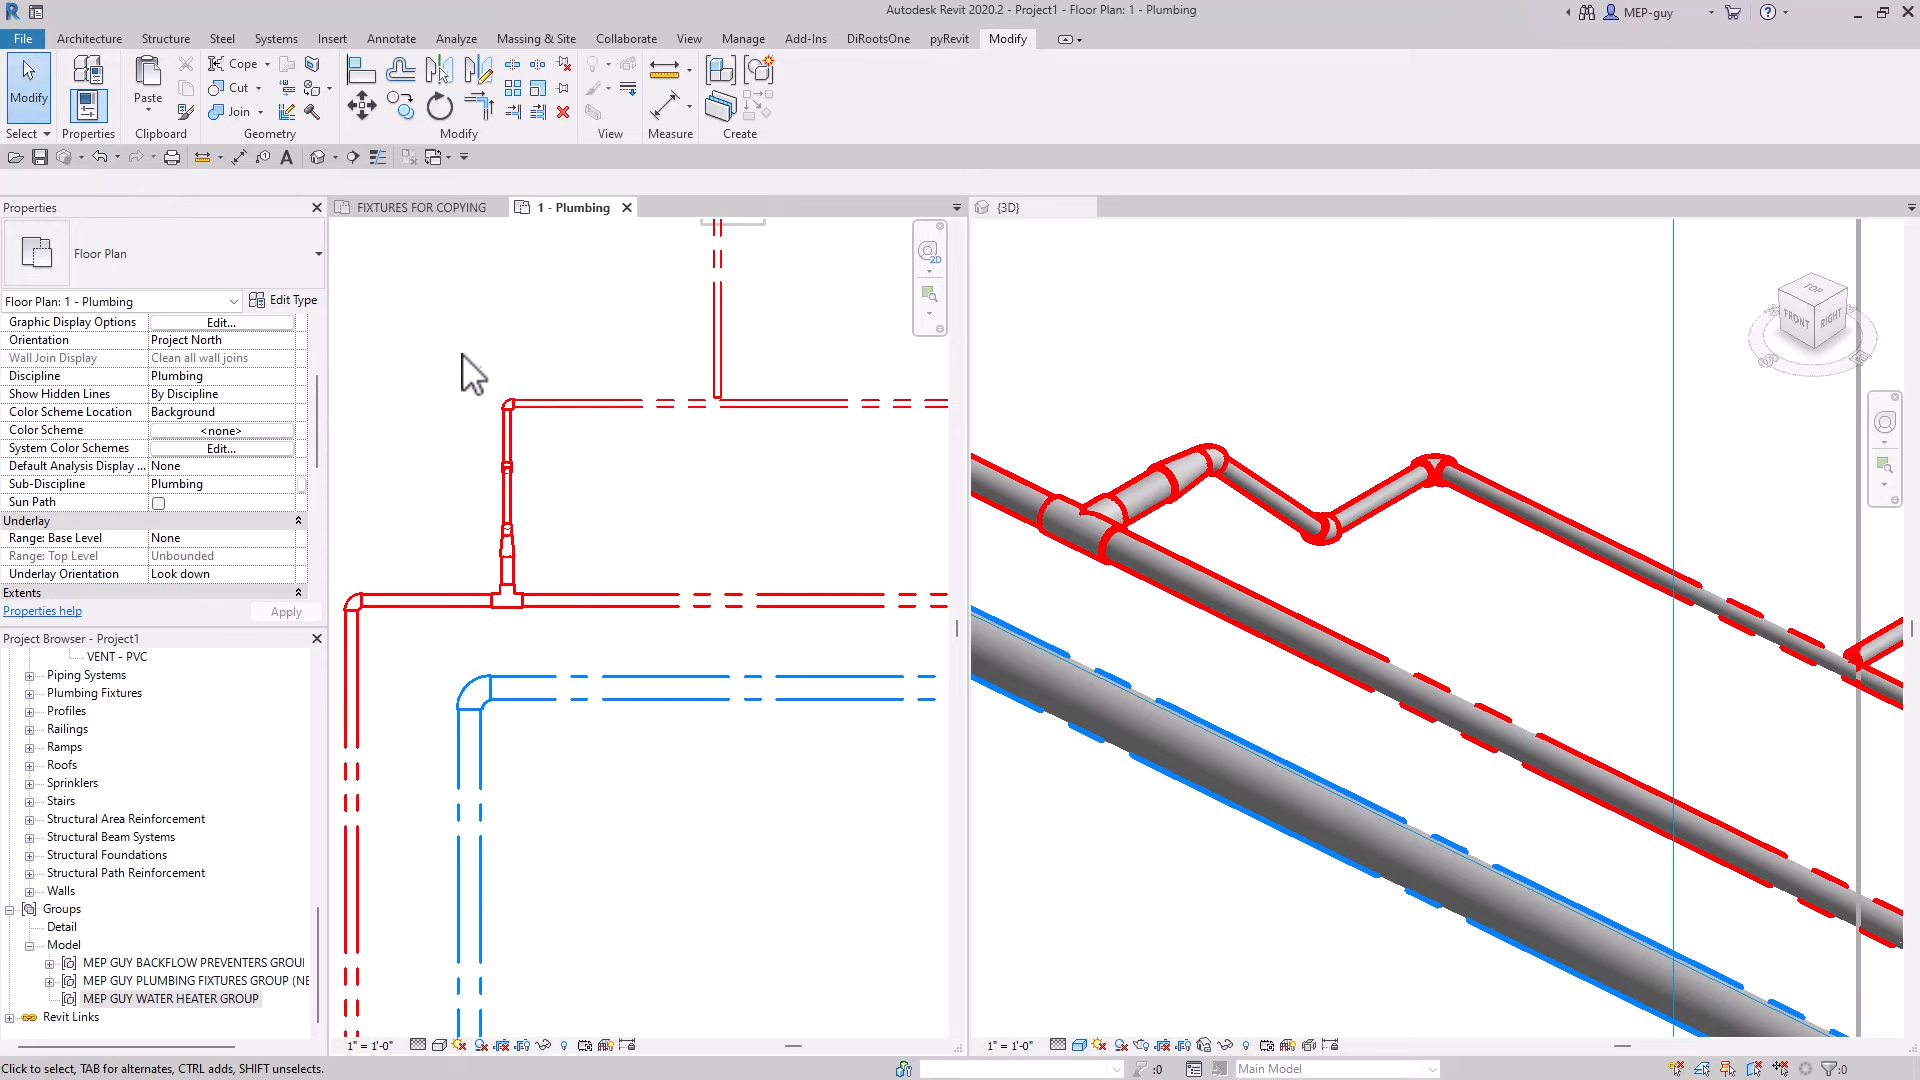 Autodesk Revit 2020.2 - Project1 - Floor Plan: 1 - Plumbing
MEP-guy
File Architecture Structure Steel Systems Insert Annotate Analyze Massing & Site Collaborate View Manage Add-Ins DiRootsOne pyRevit Modify
Modify
Paste
Cope
Cut
Join
Select Properties Clipboard Geometry Modify View Measure Create
Properties
FIXTURES FOR COPYING
1 - Plumbing
{3D}
Floor Plan
Floor Plan: 1 - Plumbing
Edit Type
Graphic Display Options Edit...
Orientation Project North
Wall Join Display Clean all wall joins
Discipline Plumbing
Show Hidden Lines By Discipline
Color Scheme Location Background
Color Scheme <none>
System Color Schemes Edit...
Default Analysis Display ... None
Sub-Discipline Plumbing
Sun Path
Underlay
Range: Base Level None
Range: Top Level Unbounded
Underlay Orientation Look down
Extents
Properties help
Apply
Project Browser - Project1
VENT - PVC
Piping Systems
Plumbing Fixtures
Profiles
Railings
Ramps
Roofs
Sprinklers
Stairs
Structural Area Reinforcement
Structural Beam Systems
Structural Foundations
Structural Path Reinforcement
Walls
Groups
Detail
Model
MEP GUY BACKFLOW PREVENTERS GROUI
MEP GUY PLUMBING FIXTURES GROUP (NE
MEP GUY WATER HEATER GROUP
Revit Links
2D
TOP
FRONT
RIGHT
S
E
1" = 1'-0"
1" = 1'-0"
Click to select, TAB for alternates, CTRL adds, SHIFT unselects.
:0
Main Model
:0